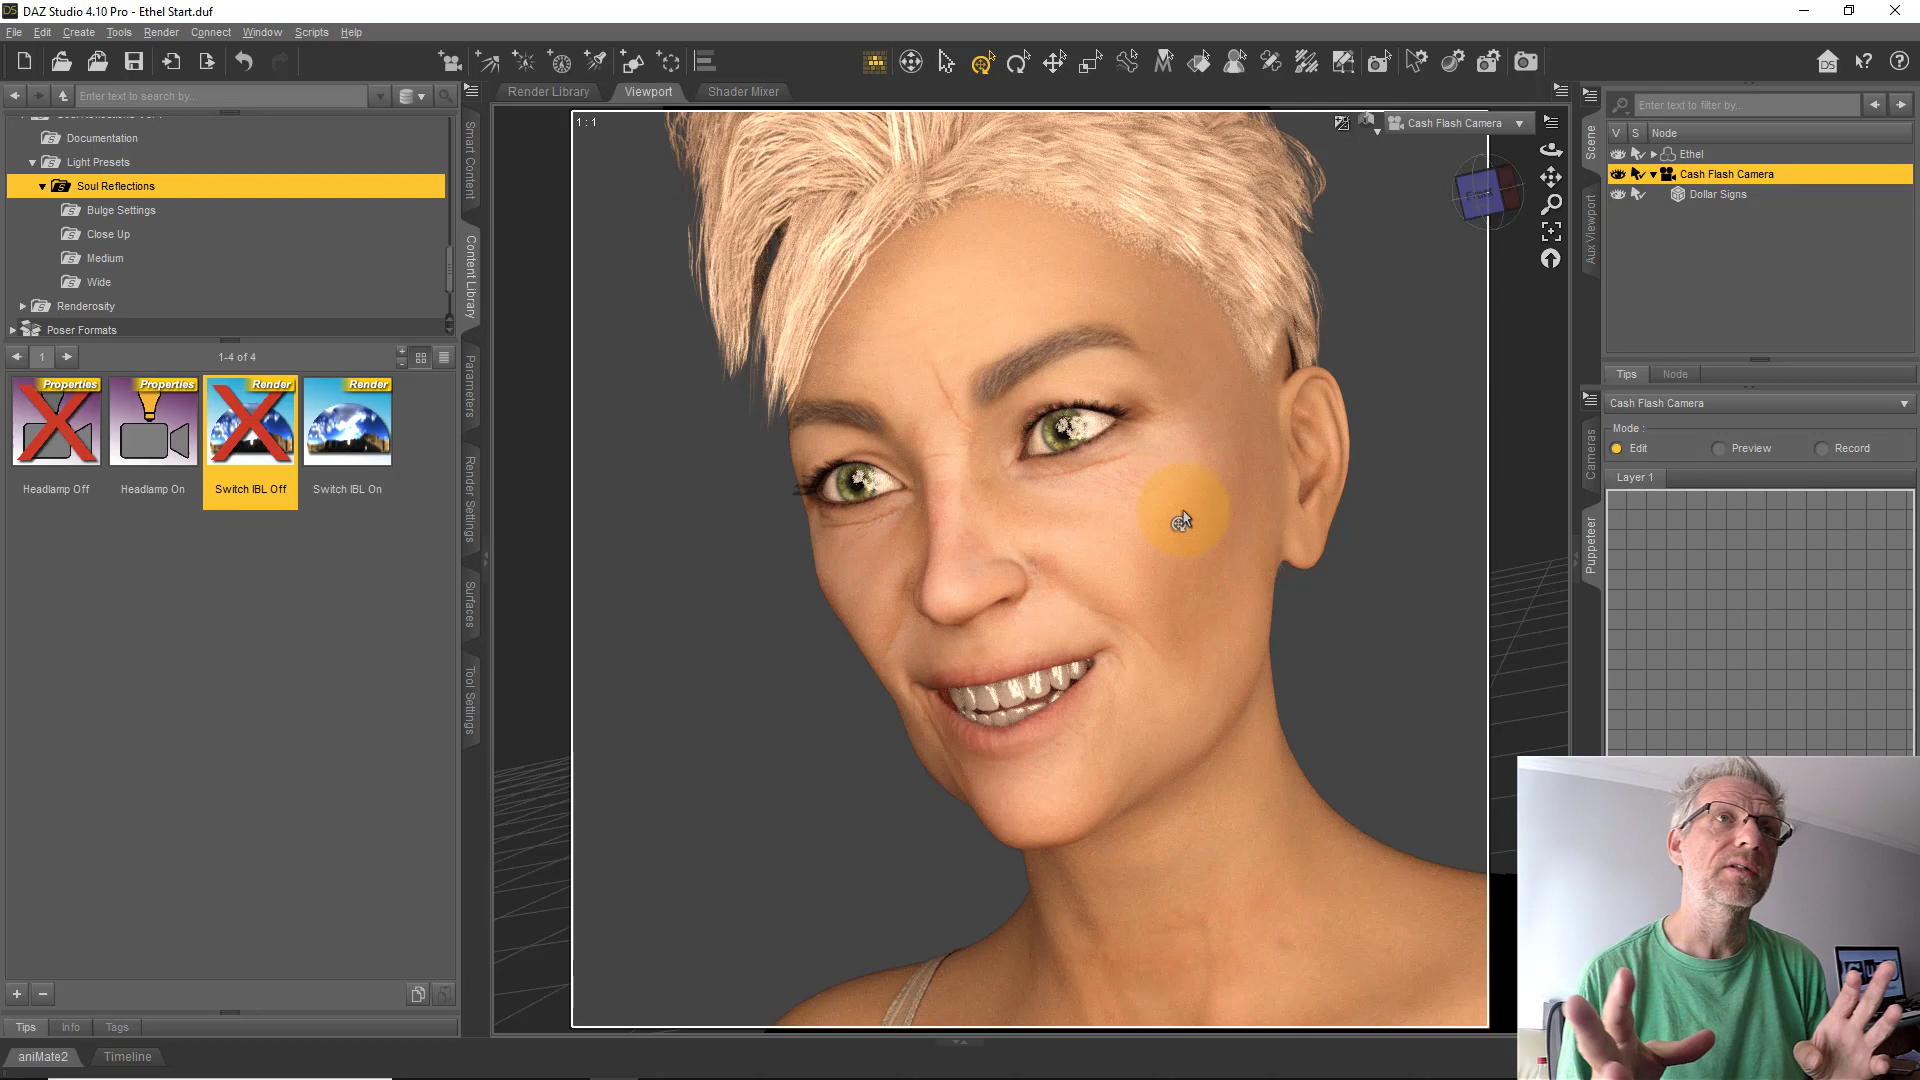 DAZ Studio 4.10 Pro - Ethel Start.duf
File Edit Create Tools Render Connect Window Scripts Help
Enter text to search by...
Documentation
Light Presets
Soul Reflections
Bulge Settings
Close Up
Medium
Wide
Renderosity
Poser Formats
1
1-4 of 4
Properties
Properties
Render
Render
Headlamp Off
Headlamp On
Switch IBL Off
Switch IBL On
Tips Info Tags
aniMate2 Timeline
Smart Content
Content Library
Parameters
Render Settings
Surfaces
Tool Settings
Render Library Viewport Shader Mixer
1 : 1
Cash Flash Camera
Scene
Aux Viewport
Enter text to filter by...
V S Node
Ethel
Cash Flash Camera
Dollar Signs
Tips Node
Cameras
Puppeteer
Cash Flash Camera
Mode :
Edit Preview Record
Layer 1